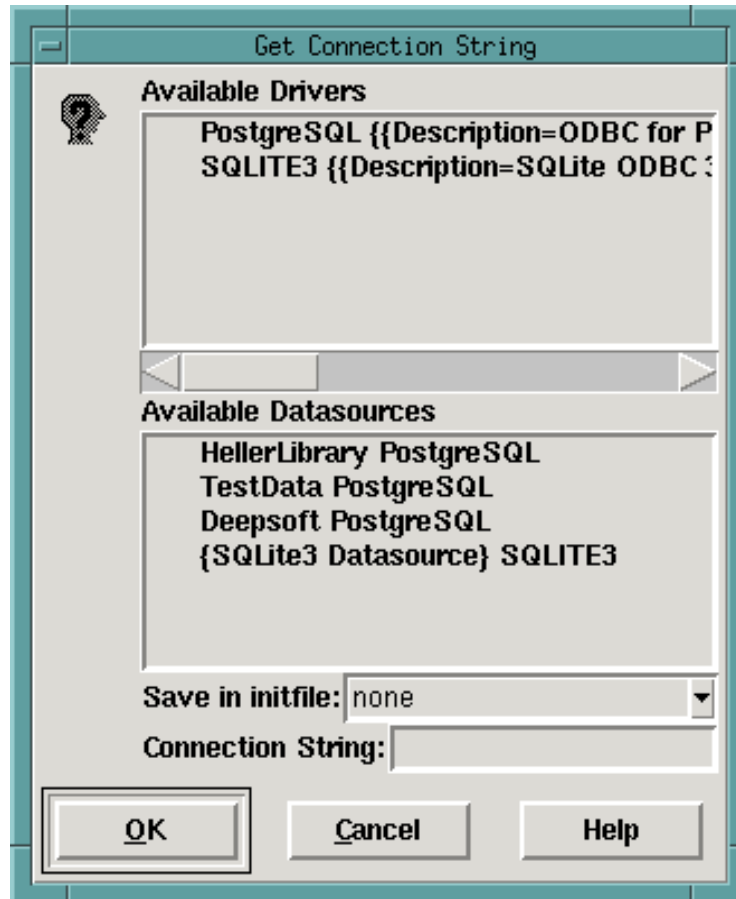 Get Connection String
Available Drivers
PostgreSQL {{Description=ODBC for P
SQLITE3 {{Description=SQLite ODBC 3
Available Datasources
HellerLibrary PostgreSQL
TestData PostgreSQL
Deepsoft PostgreSQL
{SQLite3 Datasource} SQLITE3
Save in initfile: none
Connection String:
OK Cancel Help